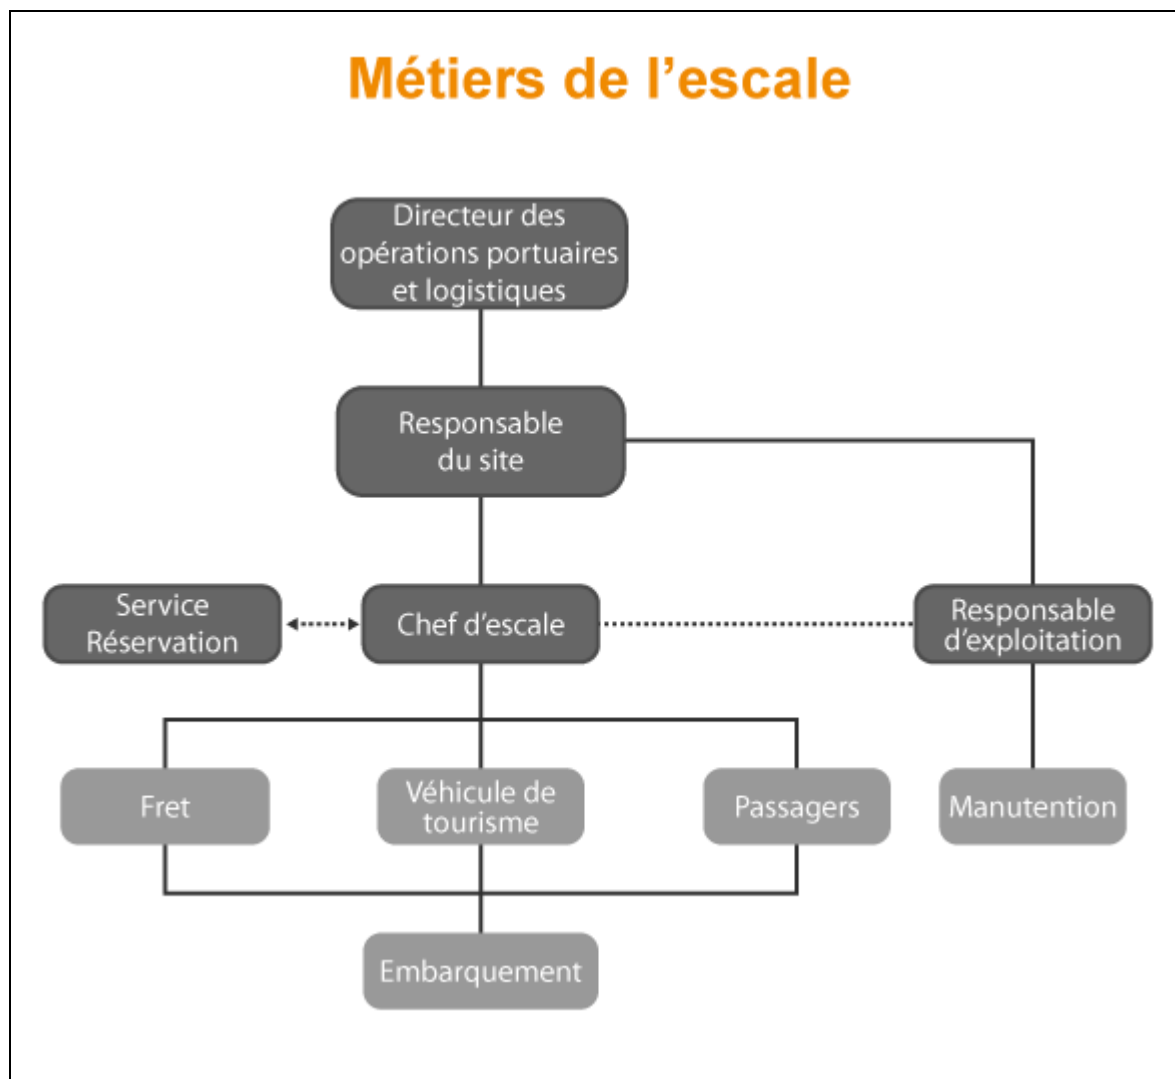 Métiers de l’escale
Directeur des
opérations portuaires
et logistiques
Responsable
du site
Service
Réservation
Chef d’escale
Responsable
d’exploitation
Fret
Véhicule de
tourisme
Passagers
Manutention
Embarquement